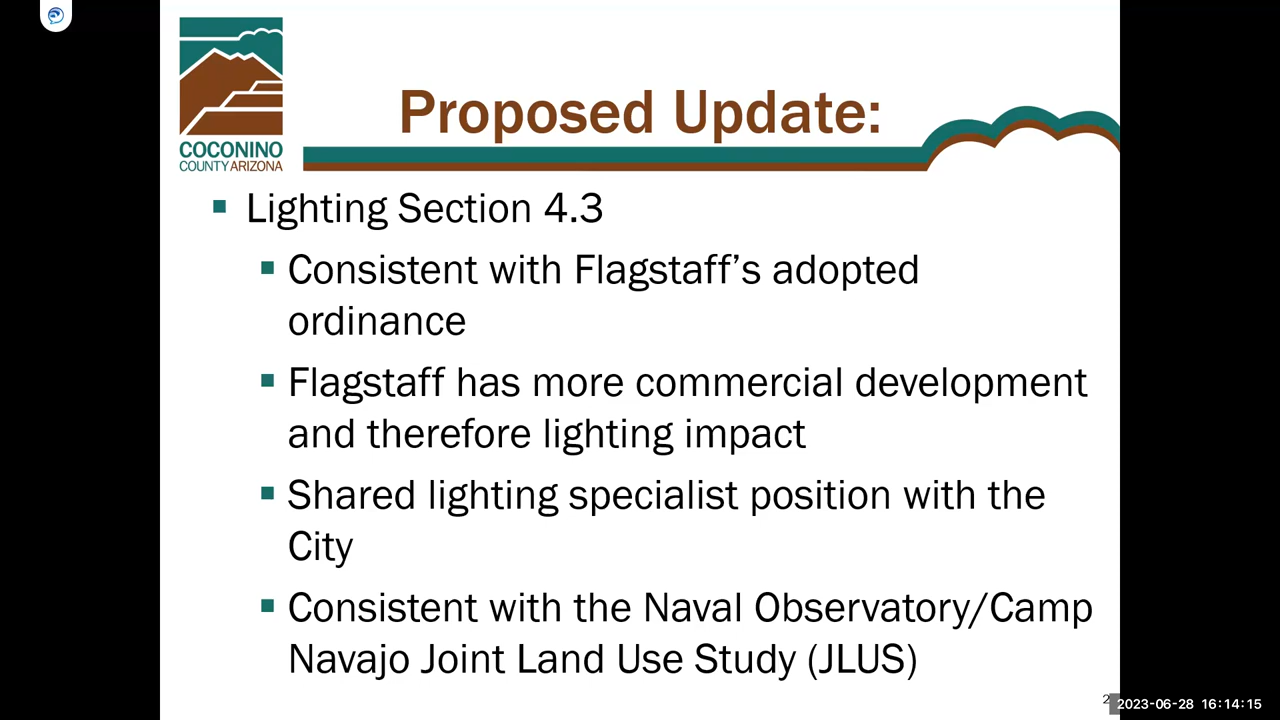 COCONINO
COUNTY ARIZONA
Proposed Update:
Lighting Section 4.3
Consistent with Flagstaff’s adopted
ordinance
Flagstaff has more commercial development
and therefore lighting impact
Shared lighting specialist position with the
City
Consistent with the Naval Observatory/Camp
Navajo Joint Land Use Study (JLUS)
2
2023-06-28 16:14:15